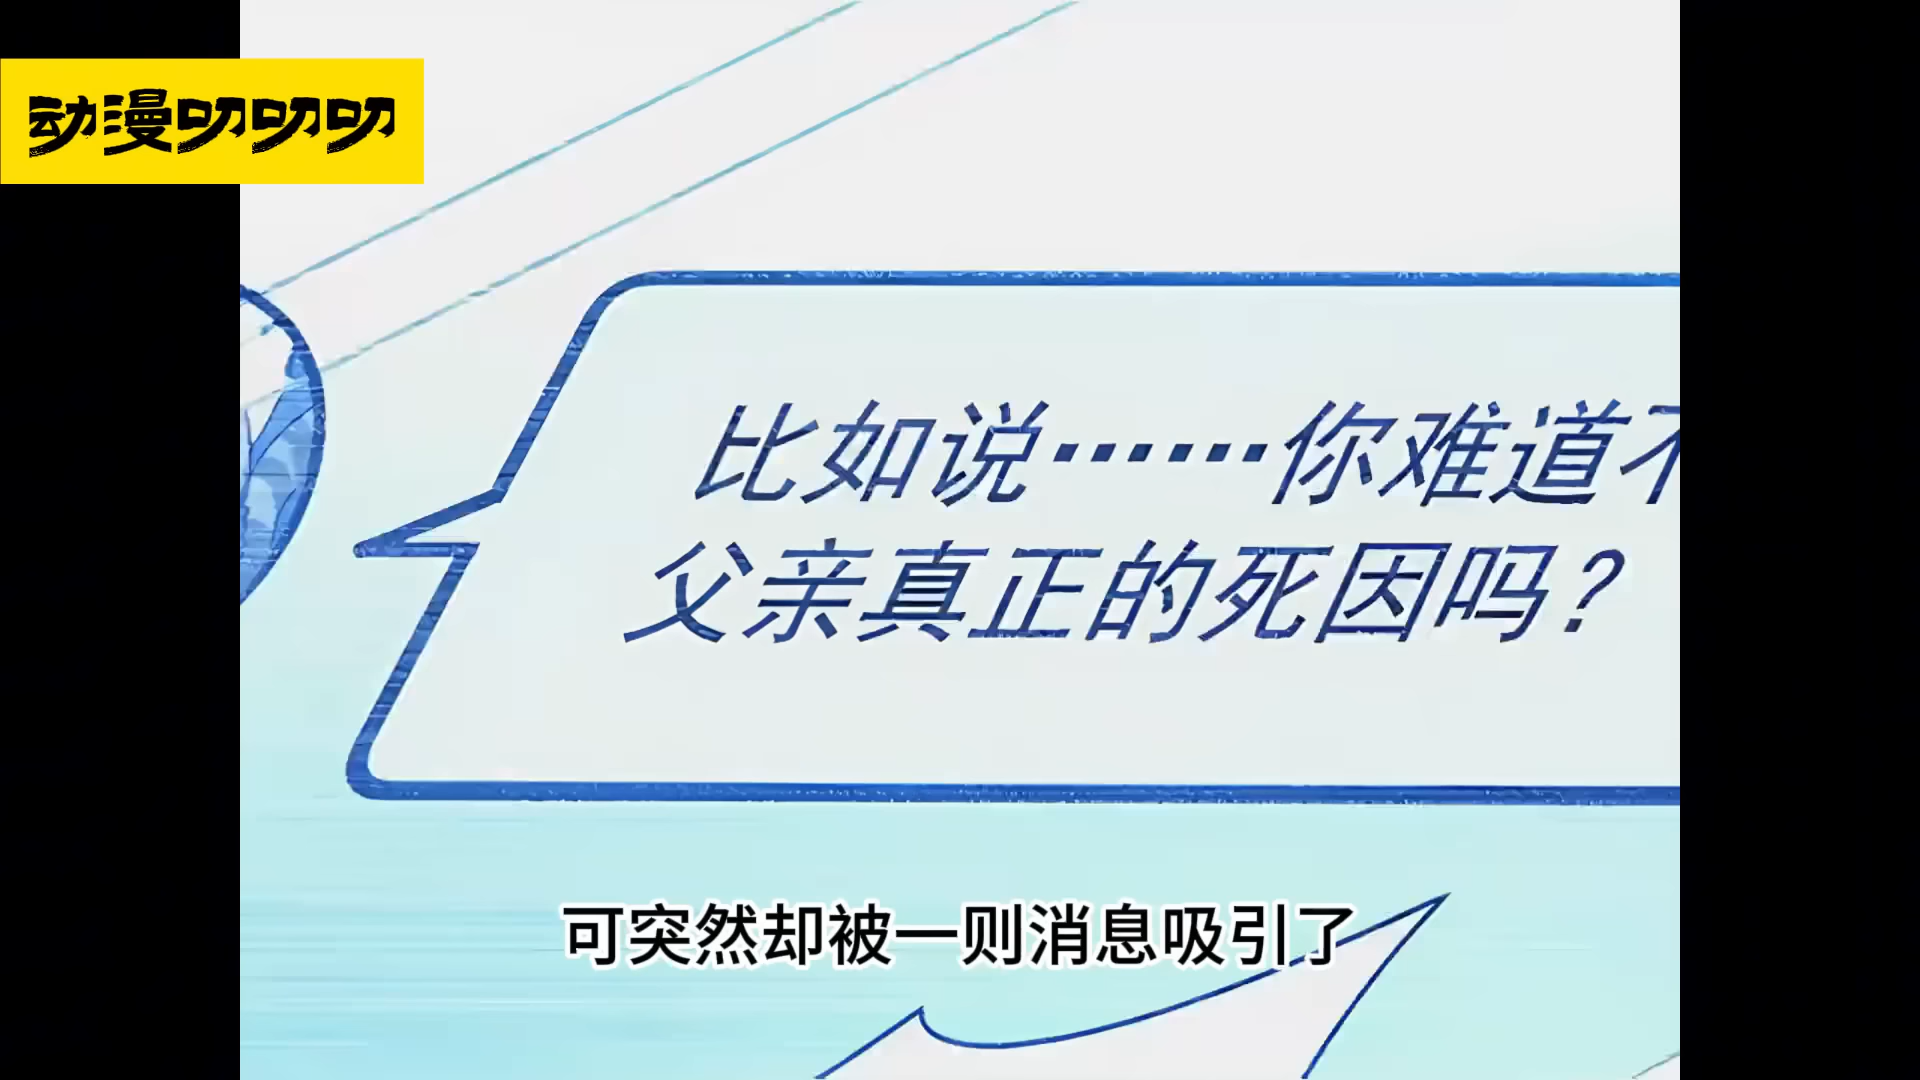 动漫叨叨叨
比如说……你难道不
父亲真正的死因吗?
可突然却被一则消息吸引了